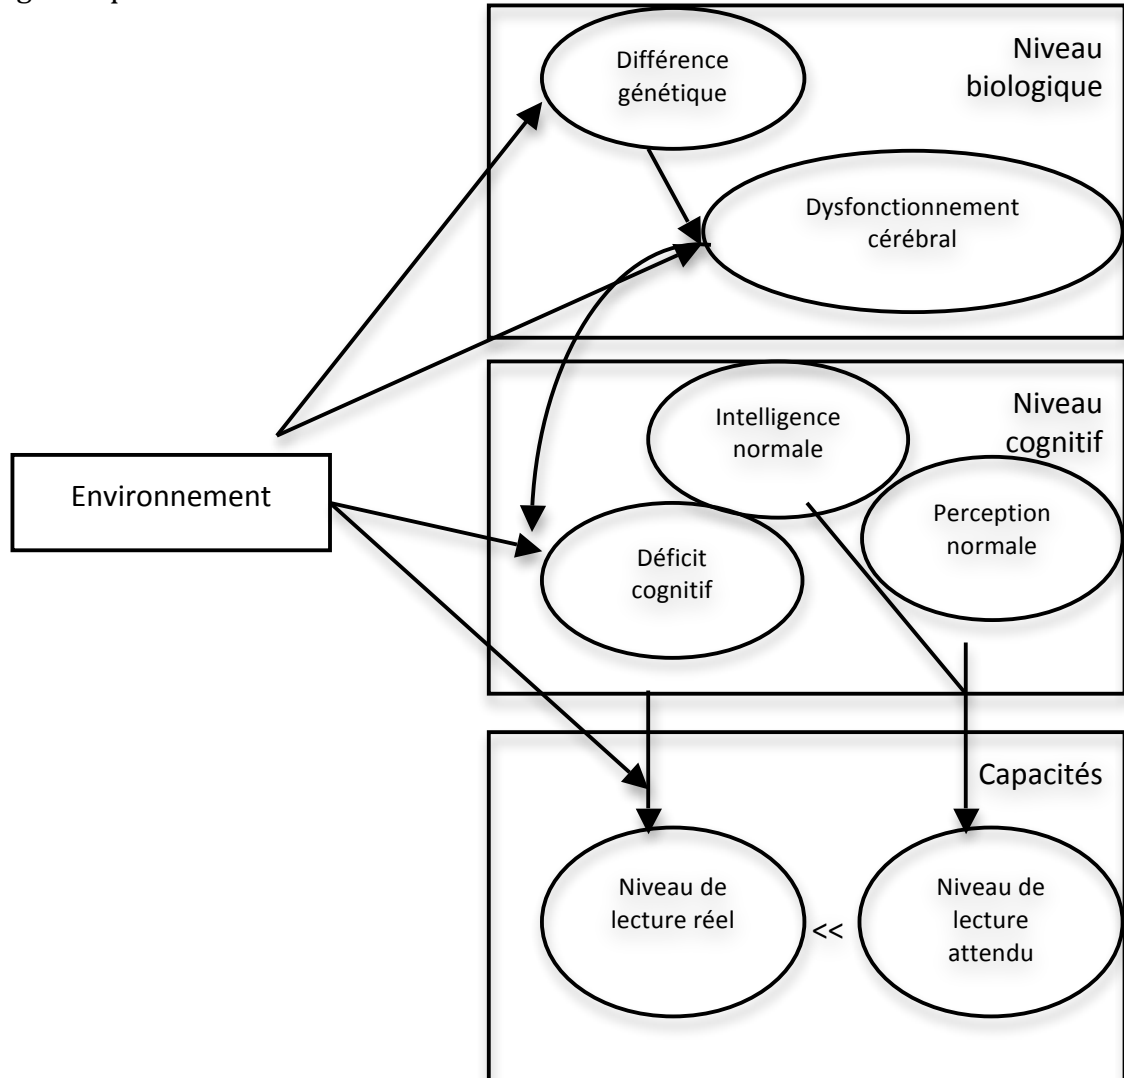 Différence
génétique
Niveau
biologique
Dysfonctionnement
cérébral
Intelligence
normale
Niveau
cognitif
Environnement
Perception
normale
Déficit
cognitif
Capacités
Niveau de
lecture réel
<<
Niveau de
lecture
attendu